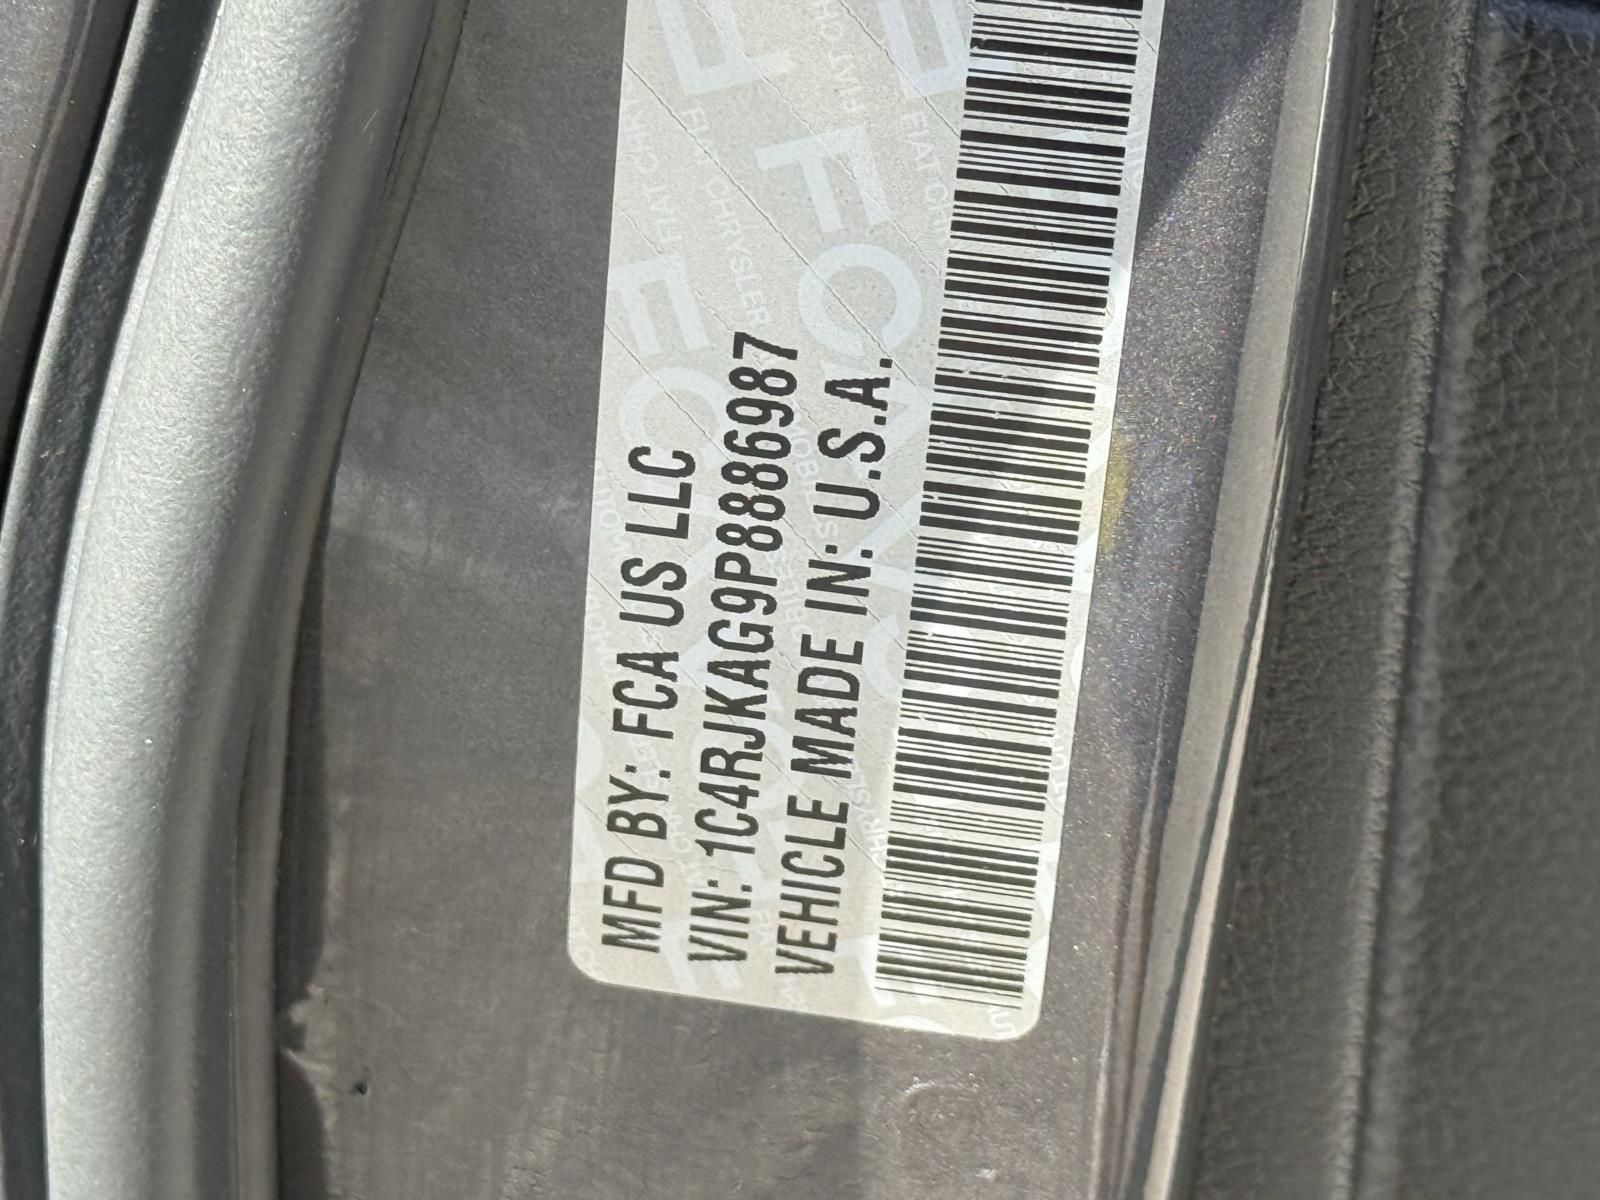 MFD BY: FCA US LLC
VIN: 1C4RJKAG9P8886987
VEHICLE MADE IN: U.S.A.